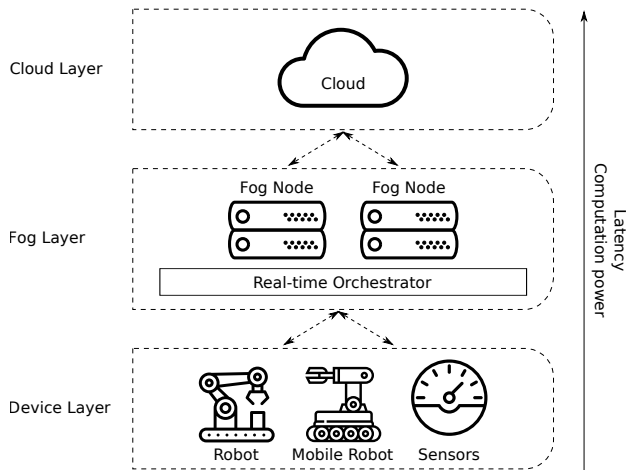 Cloud Layer
Cloud
Fog Node
Fog Node
Fog Layer
Real-time Orchestrator
Device Layer
Robot
Mobile Robot
Sensors
Latency
Computation power